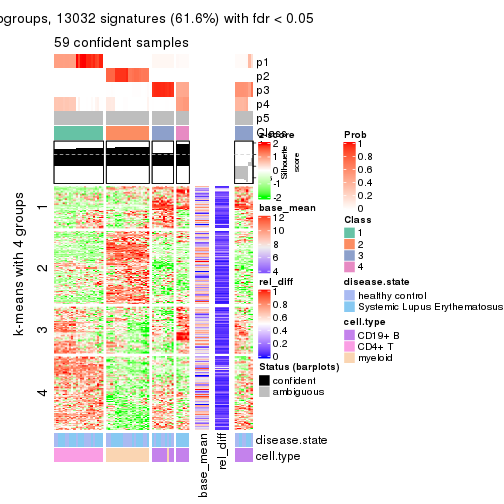 ogroups, 13032 signatures (61.6%) with fdr < 0.05
59 confident samples
p1
p2
p3
p4
p5
Class
z-score
2
1
0
-1
-2
Silhouette
score
base_mean
12
10
8
6
4
rel_diff
1
0.8
0.6
0.4
0.2
0
Status (barplots)
confident
ambiguous
Prob
1
0.8
0.6
0.4
0.2
0
Class
1
2
3
4
disease.state
healthy control
Systemic Lupus Erythematosus
cell.type
CD19+ B
CD4+ T
myeloid
k-means with 4 groups
1
2
3
4
base_mean
rel_diff
disease.state
cell.type